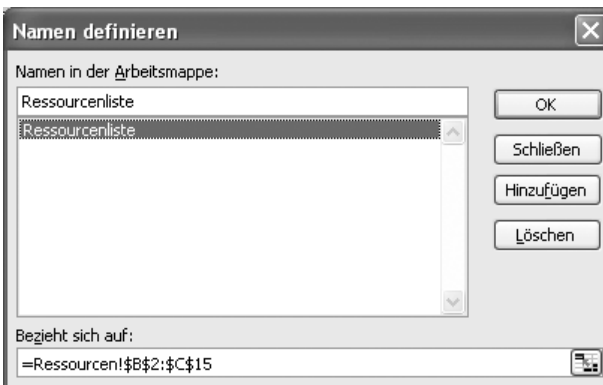 Namen definieren
Namen in der Arbeitsmappe:
Ressourcenliste
Ressourcenliste
OK
Schließen
Hinzufügen
Löschen
Bezieht sich auf:
=Ressourcen!$B$2:$C$15